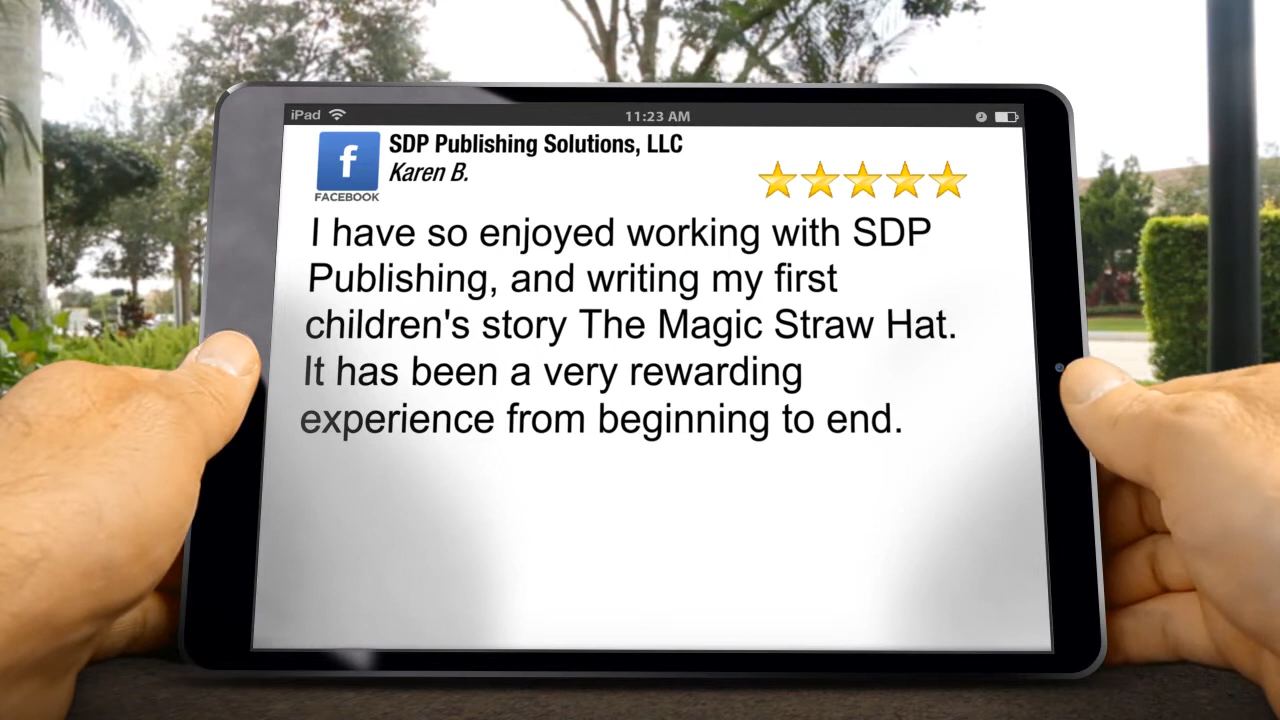 iPad
11:23 AM
f
FACEBOOK
SDP Publishing Solutions, LLC
Karen B.
I have so enjoyed working with SDP
Publishing, and writing my first
children's story The Magic Straw Hat.
It has been a very rewarding
experience from beginning to end.